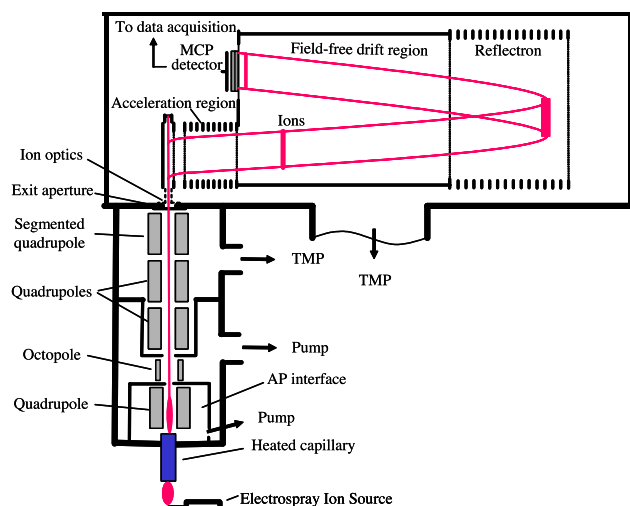 To data acquisition
MCP
detector
Field-free drift region
Reflectron
Acceleration region
Ions
Ion optics
Exit aperture
Segmented
quadrupole
TMP
TMP
Quadrupoles
Pump
Octopole
AP interface
Quadrupole
Pump
Heated capillary
Electrospray Ion Source